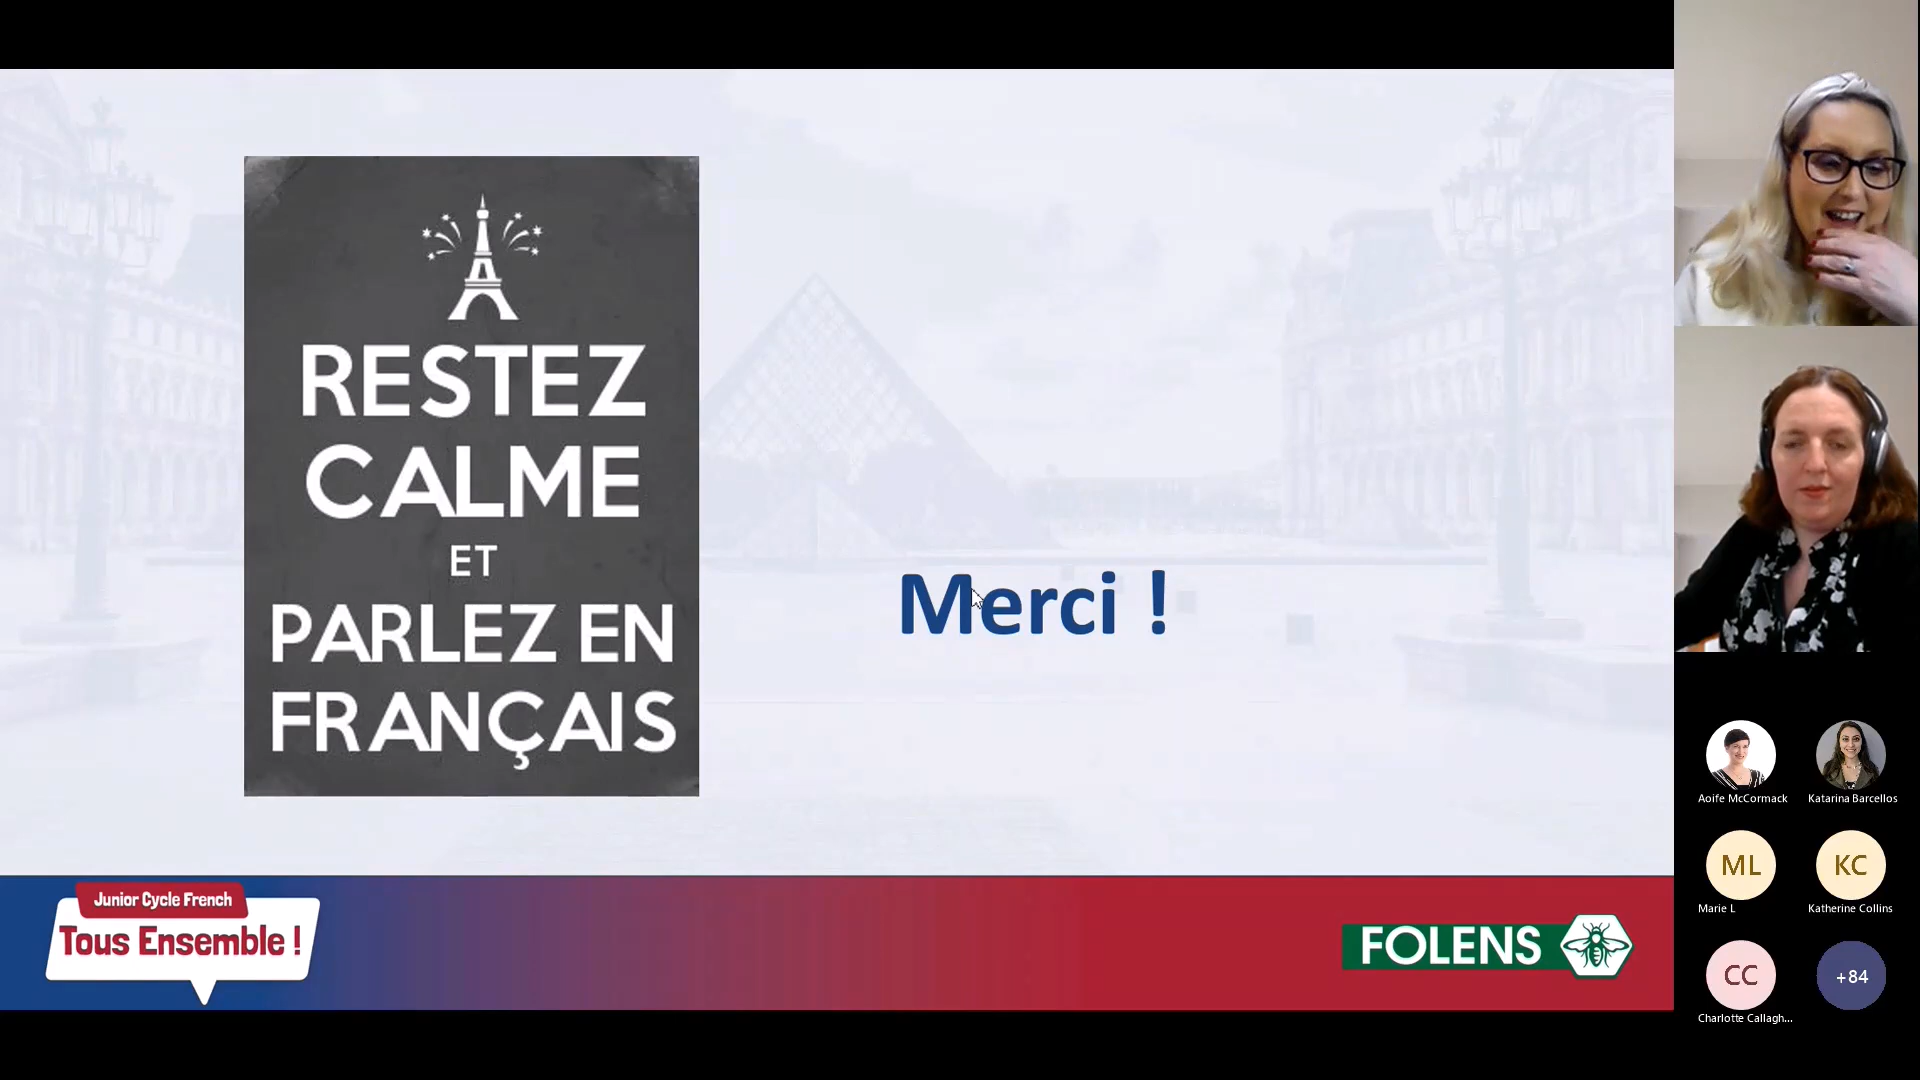 RESTEZ
CALME
ET
PARLEZ EN
FRANÇAIS
Merci !
Junior Cycle French
Tous Ensemble !
FOLENS
Aoife McCormack
Katarina Barcellos
ML
KC
Marie L
Katherine Collins
CC
+84
Charlotte Callagh...